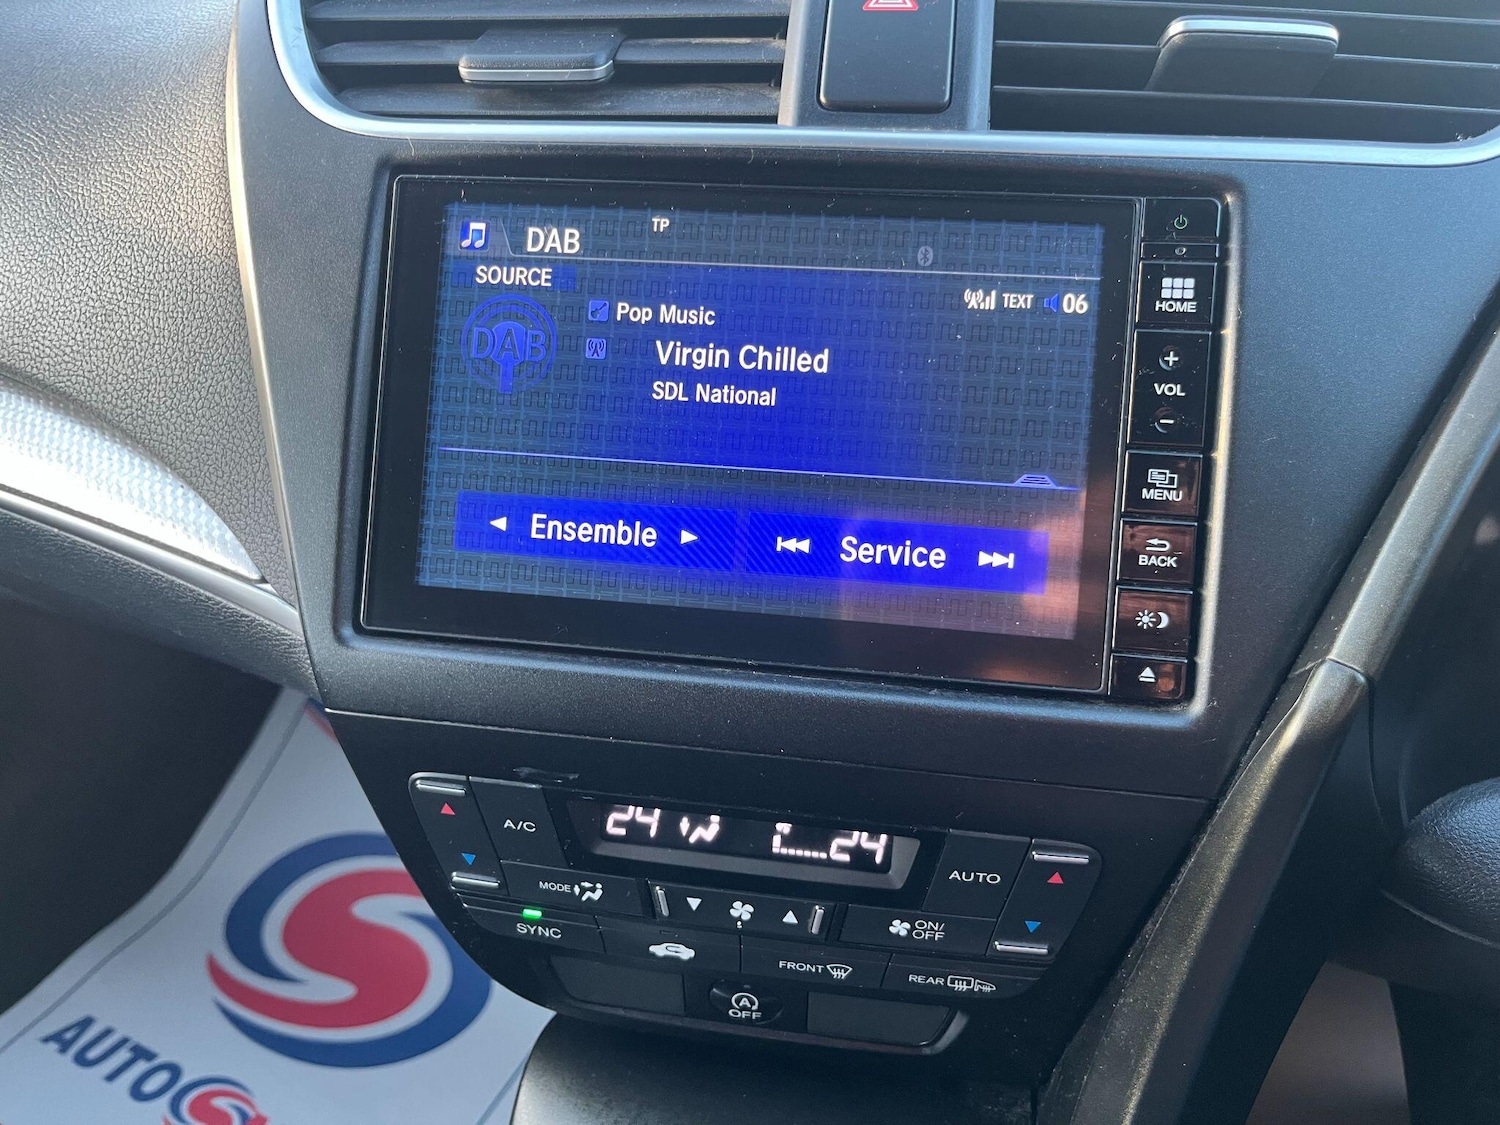 DAB
TP
SOURCE
TEXT 06
DAB
Pop Music
Virgin Chilled
SDL National
Ensemble
Service
HOME
+
VOL
-
MENU
BACK
24 24
A/C
AUTO
MODE
SYNC
ON/
OFF
FRONT
REAR
A
OFF
AUTO